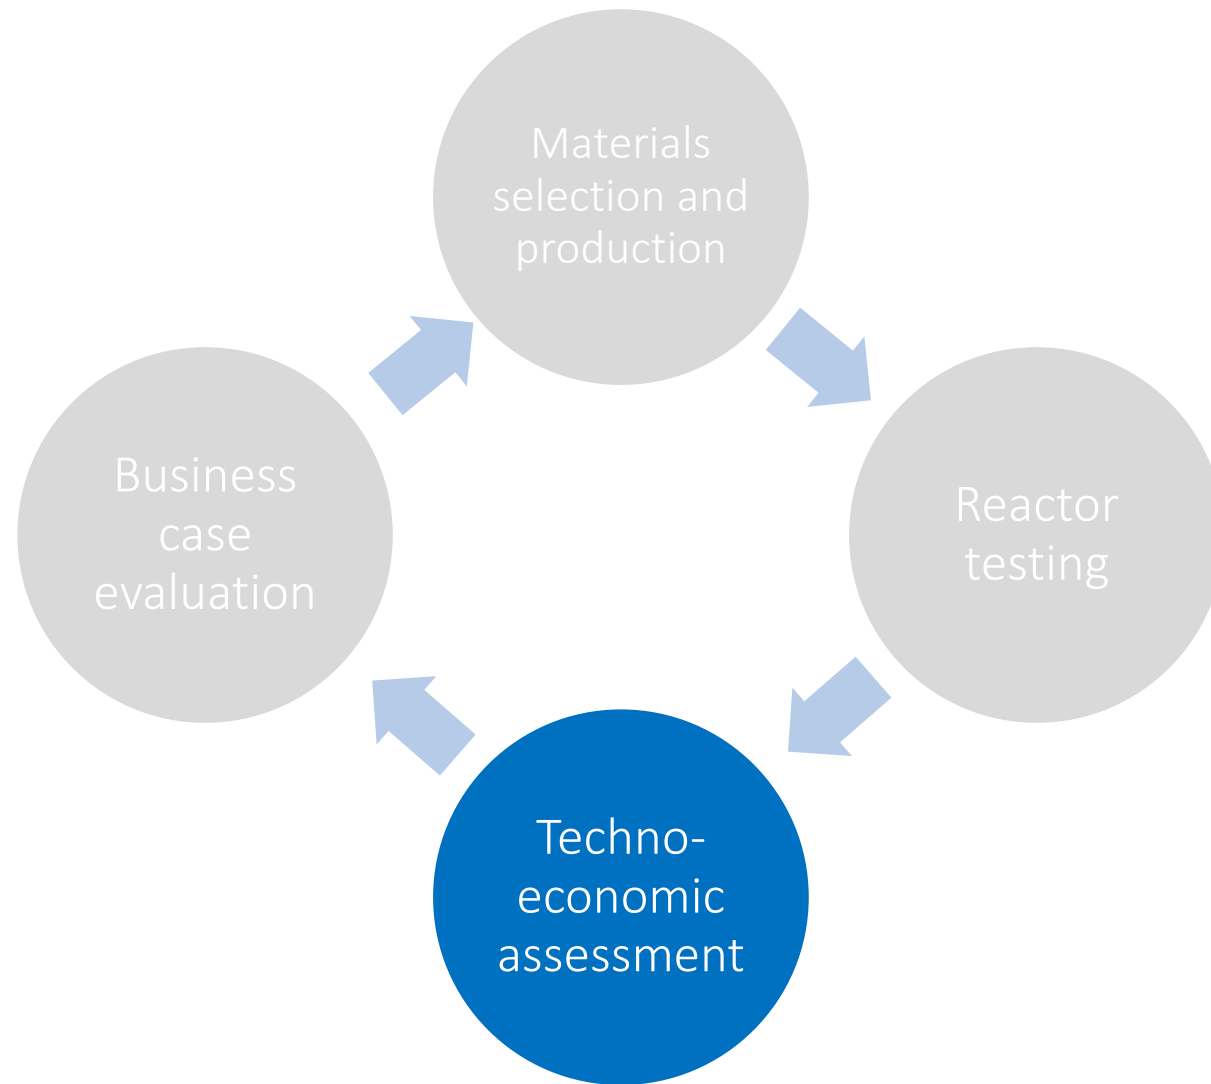 Materials
selection and
production
Business
case
evaluation
Reactor
testing
Techno-
economic
assessment